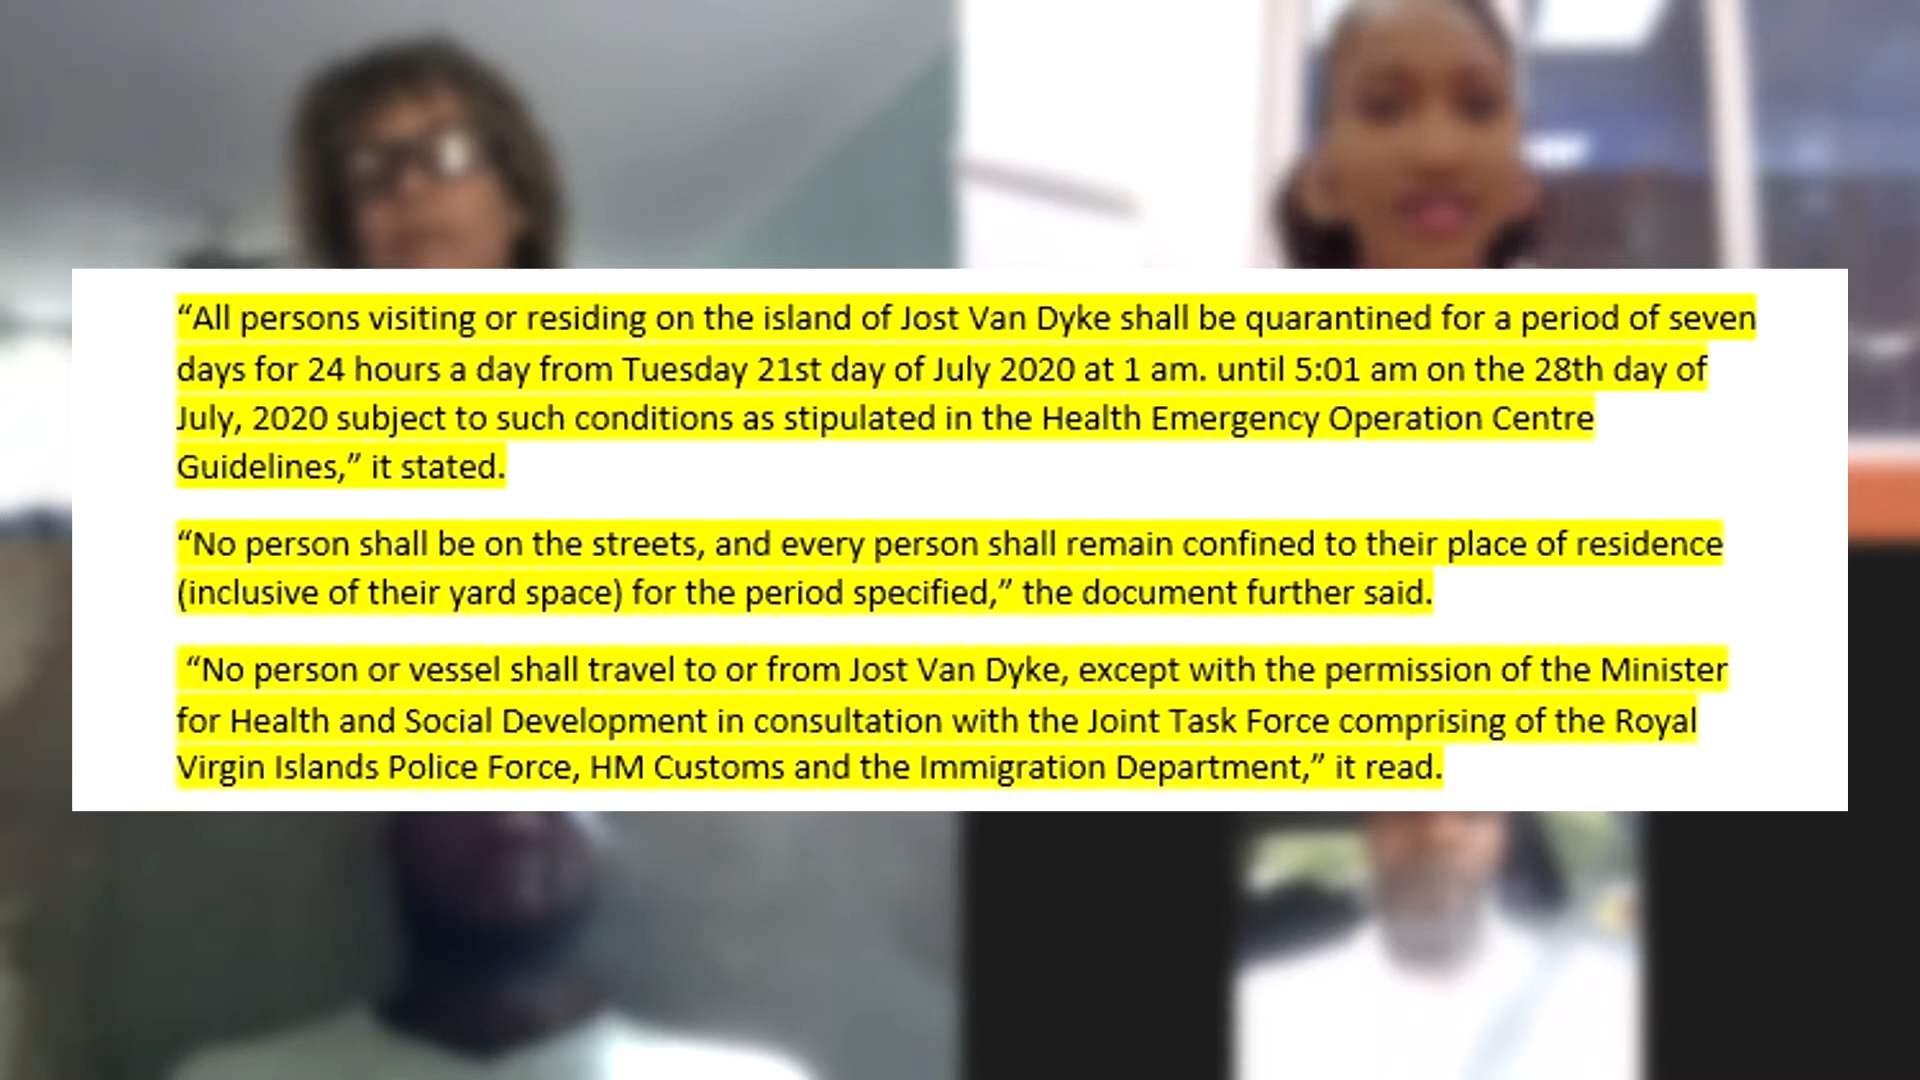 “All persons visiting or residing on the island of Jost Van Dyke shall be quarantined for a period of seven
days for 24 hours a day from Tuesday 21st day of July 2020 at 1 am. until 5:01 am on the 28th day of
July, 2020 subject to such conditions as stipulated in the Health Emergency Operation Centre
Guidelines,” it stated.
“No person shall be on the streets, and every person shall remain confined to their place of residence
(inclusive of their yard space) for the period specified,” the document further said.
“No person or vessel shall travel to or from Jost Van Dyke, except with the permission of the Minister
for Health and Social Development in consultation with the Joint Task Force comprising of the Royal
Virgin Islands Police Force, HM Customs and the Immigration Department,” it read.